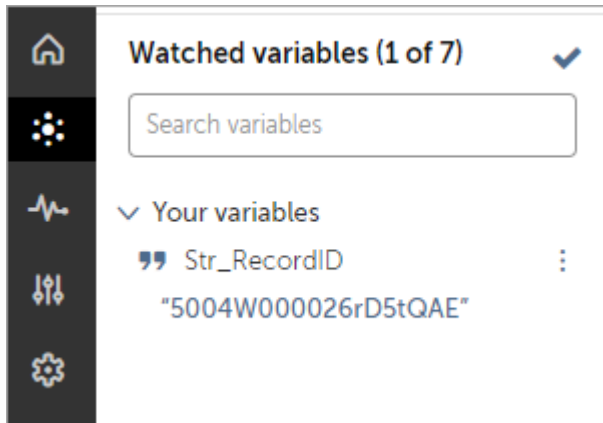 Watched variables (1 of 7)
Search variables
Your variables
Str_RecordID
"5004W000026rD5tQAE"